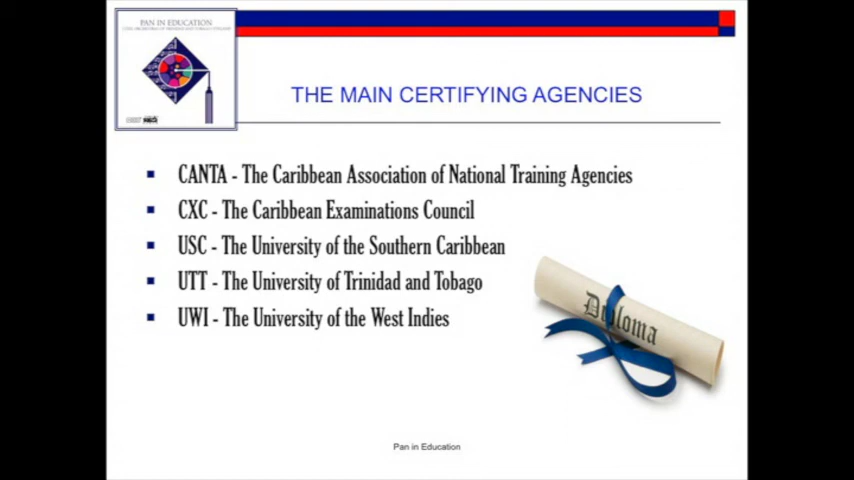 PAN IN EDUCATION
THE MAIN CERTIFYING AGENCIES
▪ CANTA - The Caribbean Association of National Training Agencies
▪ CXC - The Caribbean Examinations Council
▪ USC - The University of the Southern Caribbean
▪ UTT - The University of Trinidad and Tobago
▪ UWI - The University of the West Indies
Diploma
Pan in Education